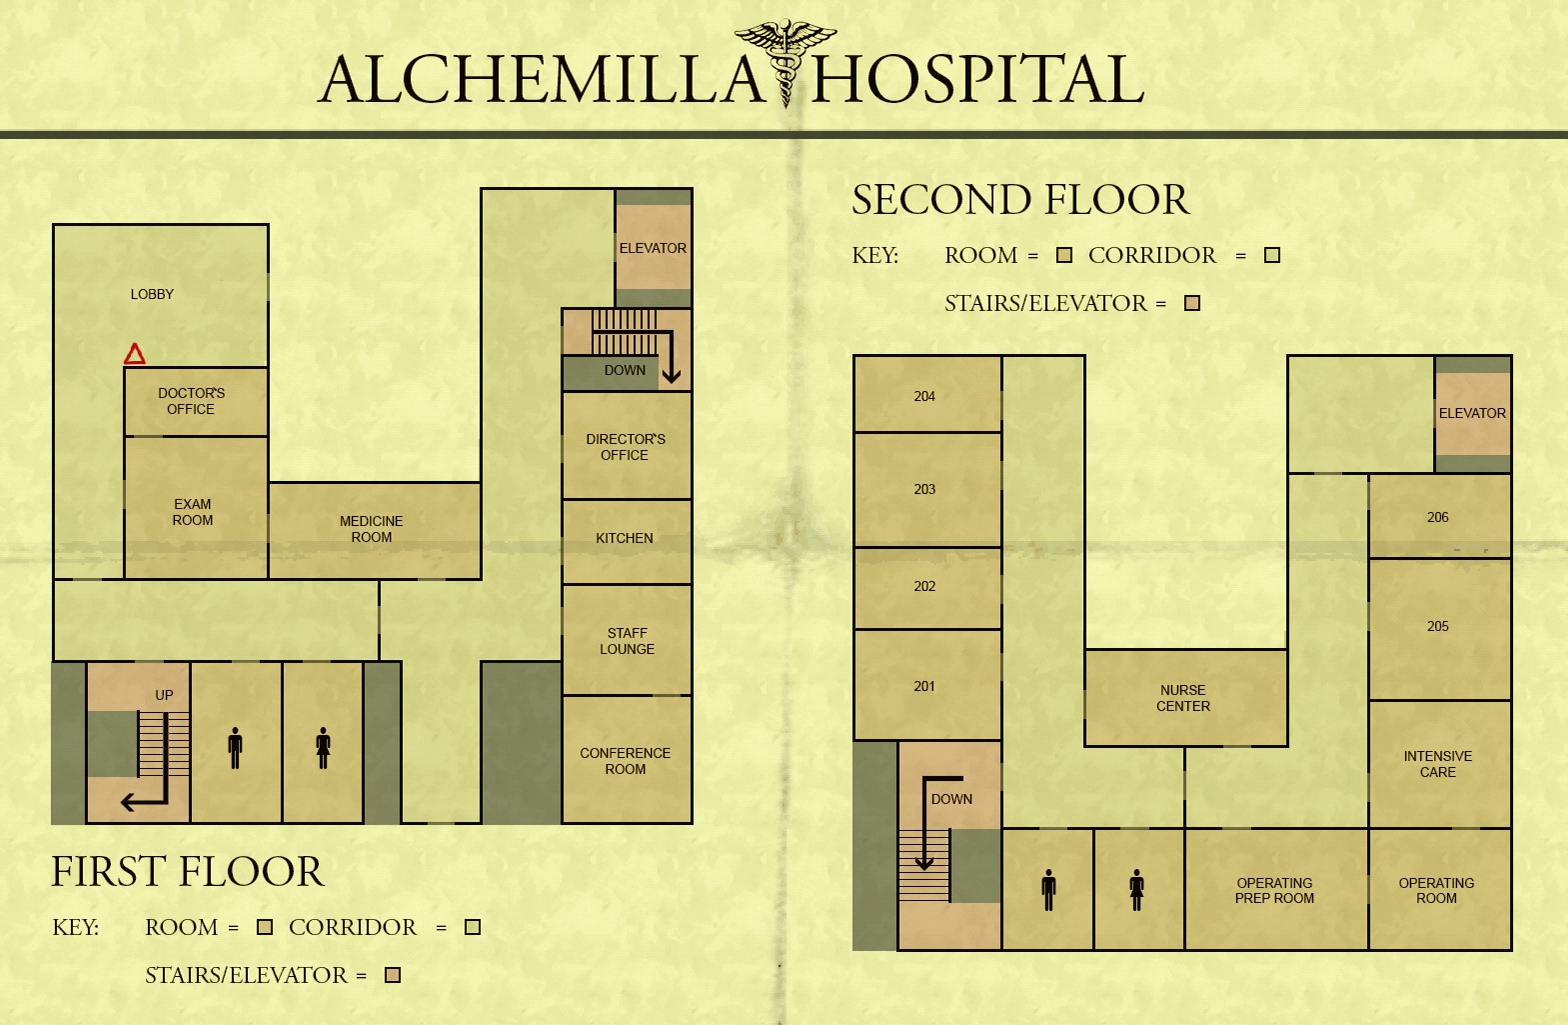 ALCHEMILLA HOSPITAL
LOBBY
DOCTOR'S
OFFICE
EXAM
ROOM
MEDICINE
ROOM
ELEVATOR
DOWN
DIRECTOR'S
OFFICE
KITCHEN
STAFF
LOUNGE
CONFERENCE
ROOM
UP
FIRST FLOOR
KEY: ROOM = CORRIDOR =
STAIRS/ELEVATOR =
SECOND FLOOR
KEY: ROOM = CORRIDOR =
STAIRS/ELEVATOR =
204
203
202
201
DOWN
NURSE
CENTER
ELEVATOR
206
205
INTENSIVE
CARE
OPERATING
PREP ROOM
OPERATING
ROOM